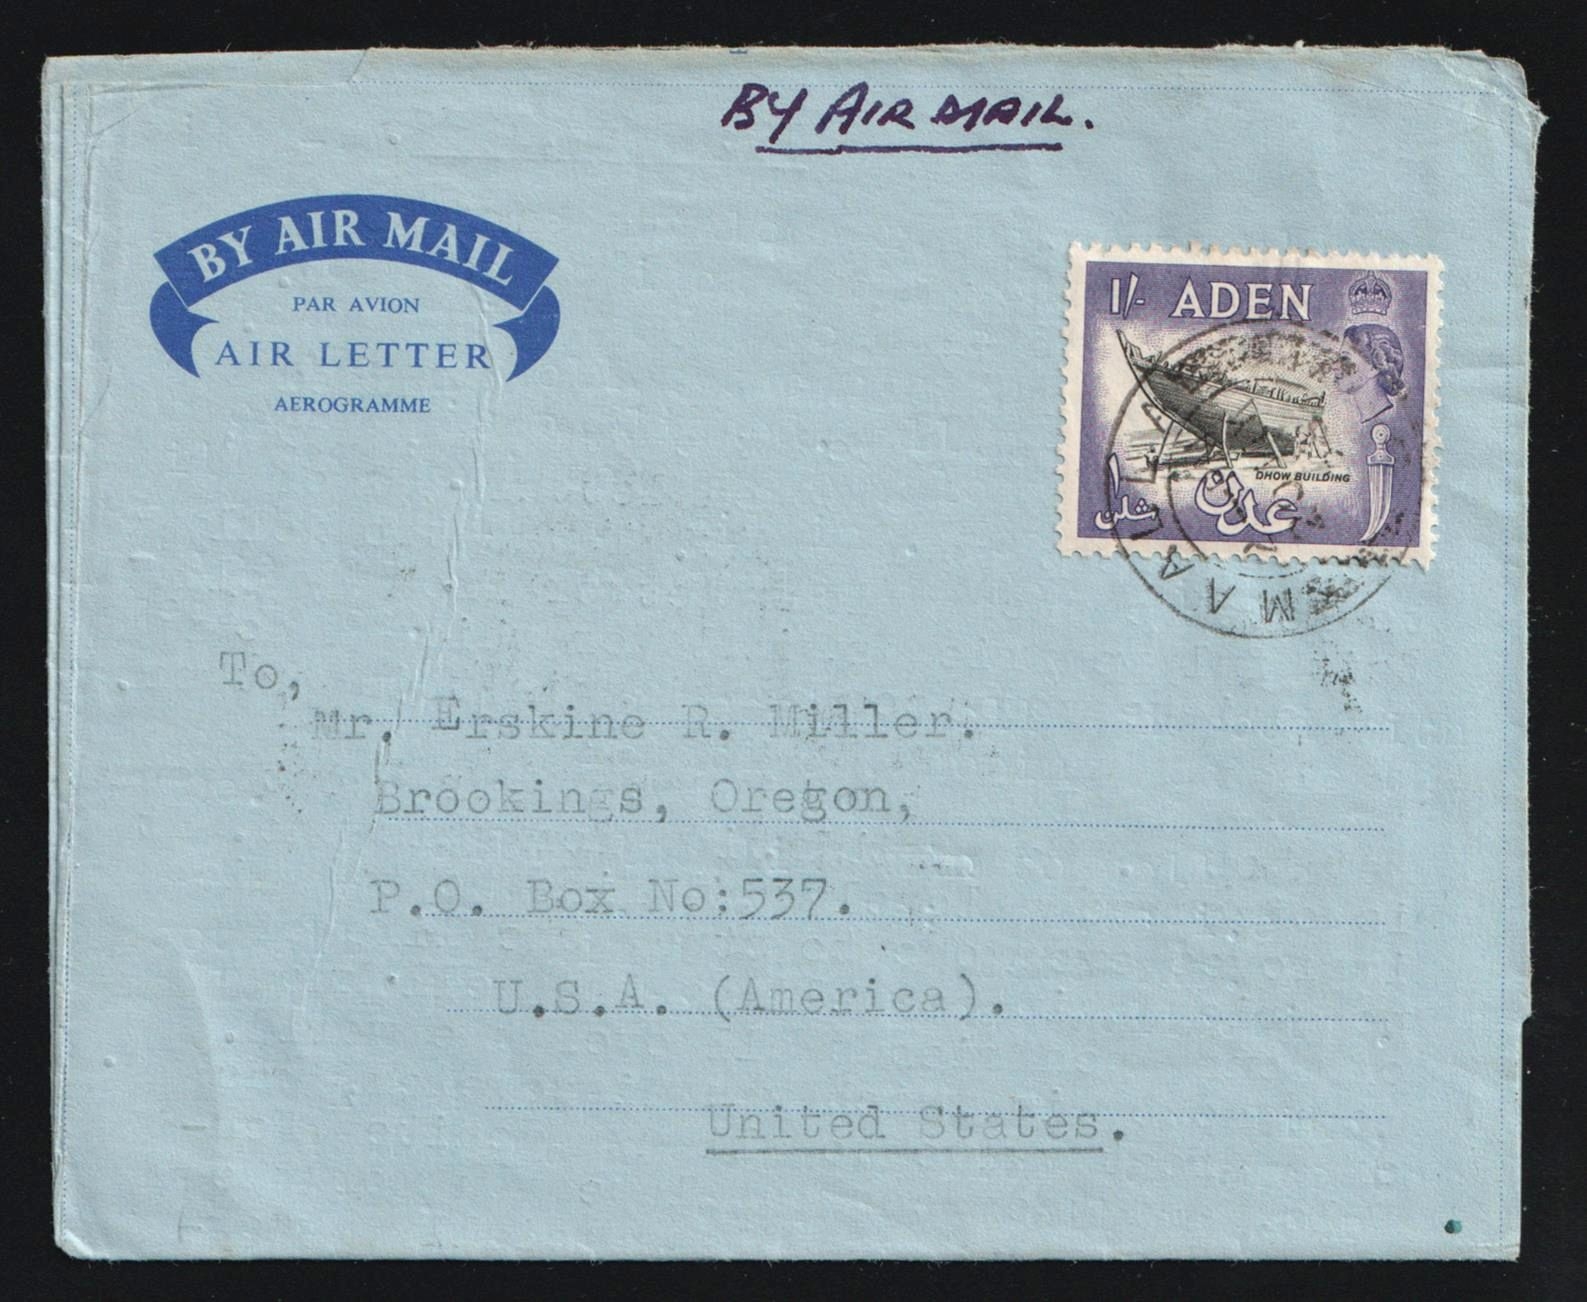 BY AIR MAIL.
BY AIR MAIL
PAR AVION
AIR LETTER
AEROGRAMME
1/- ADEN
DHOW BUILDING
شلن
عدن
To,
Mr. Erskine R. Miller.
Brookings, Oregon,
P.O. Box No:537.
U.S.A. (America).
United States.